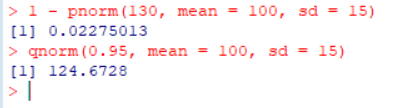 > 1 - pnorm(130, mean = 100, sd = 15)
[1] 0.02275013
> qnorm(0.95, mean = 100, sd = 15)
[1] 124.6728
>